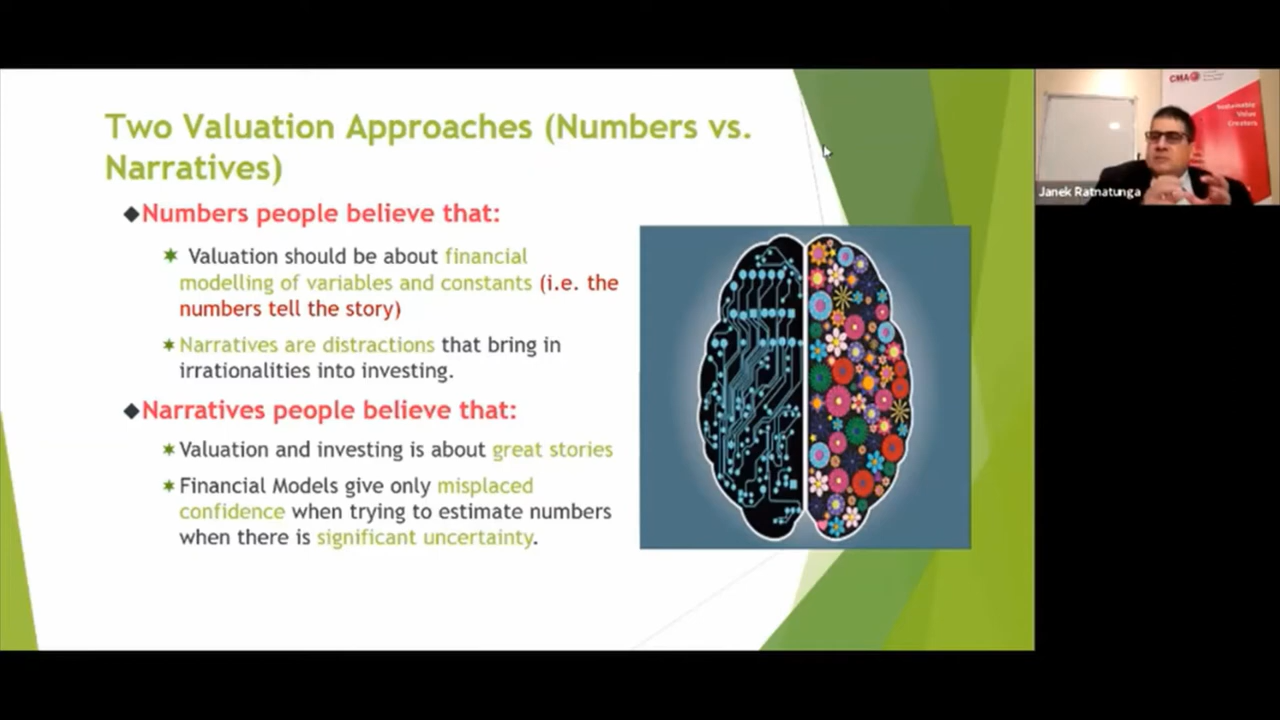 Two Valuation Approaches (Numbers vs.
Narratives)
Numbers people believe that:
Valuation should be about financial
modelling of variables and constants (i.e. the
numbers tell the story)
Narratives are distractions that bring in
irrationalities into investing.
Narratives people believe that:
Valuation and investing is about great stories
Financial Models give only misplaced
confidence when trying to estimate numbers
when there is significant uncertainty.
CMA
Sustainably
Value
Creators
Janek Ratnatunga